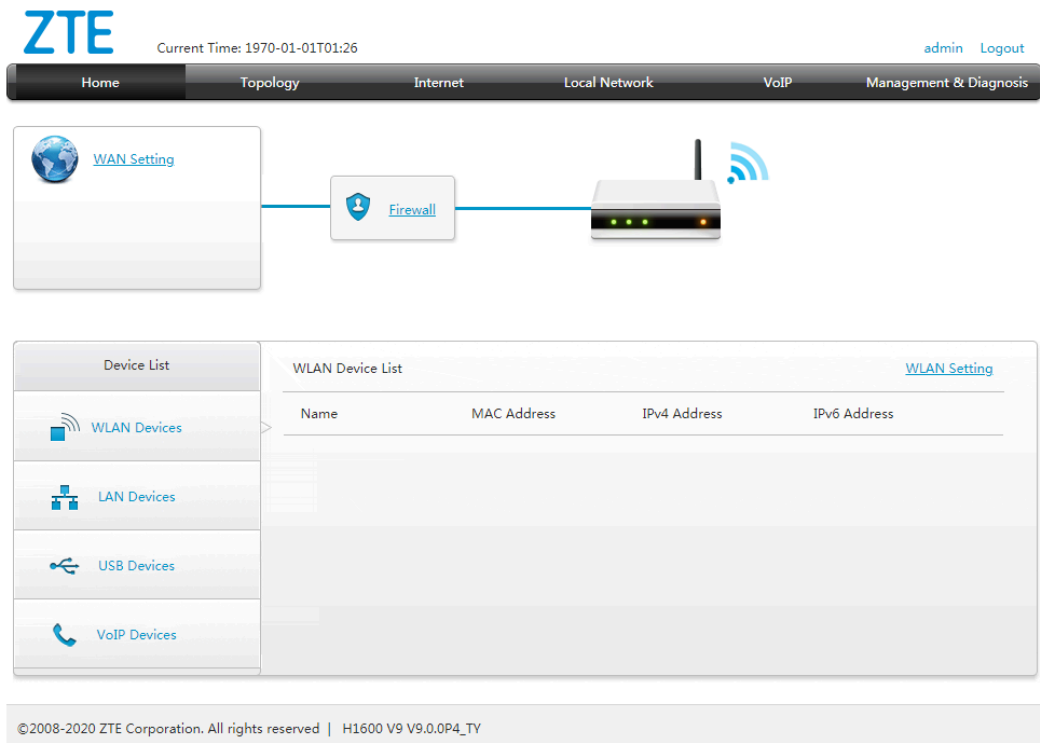 ZTE
Current Time: 1970-01-01T01:26 admin Logout
Home Topology Internet Local Network VoIP Management & Diagnosis
WAN Setting
Firewall
Device List
WLAN Device List WLAN Setting
Name MAC Address IPv4 Address IPv6 Address
WLAN Devices
LAN Devices
USB Devices
VoIP Devices
©2008-2020 ZTE Corporation. All rights reserved | H1600 V9 V9.0.0P4_TY